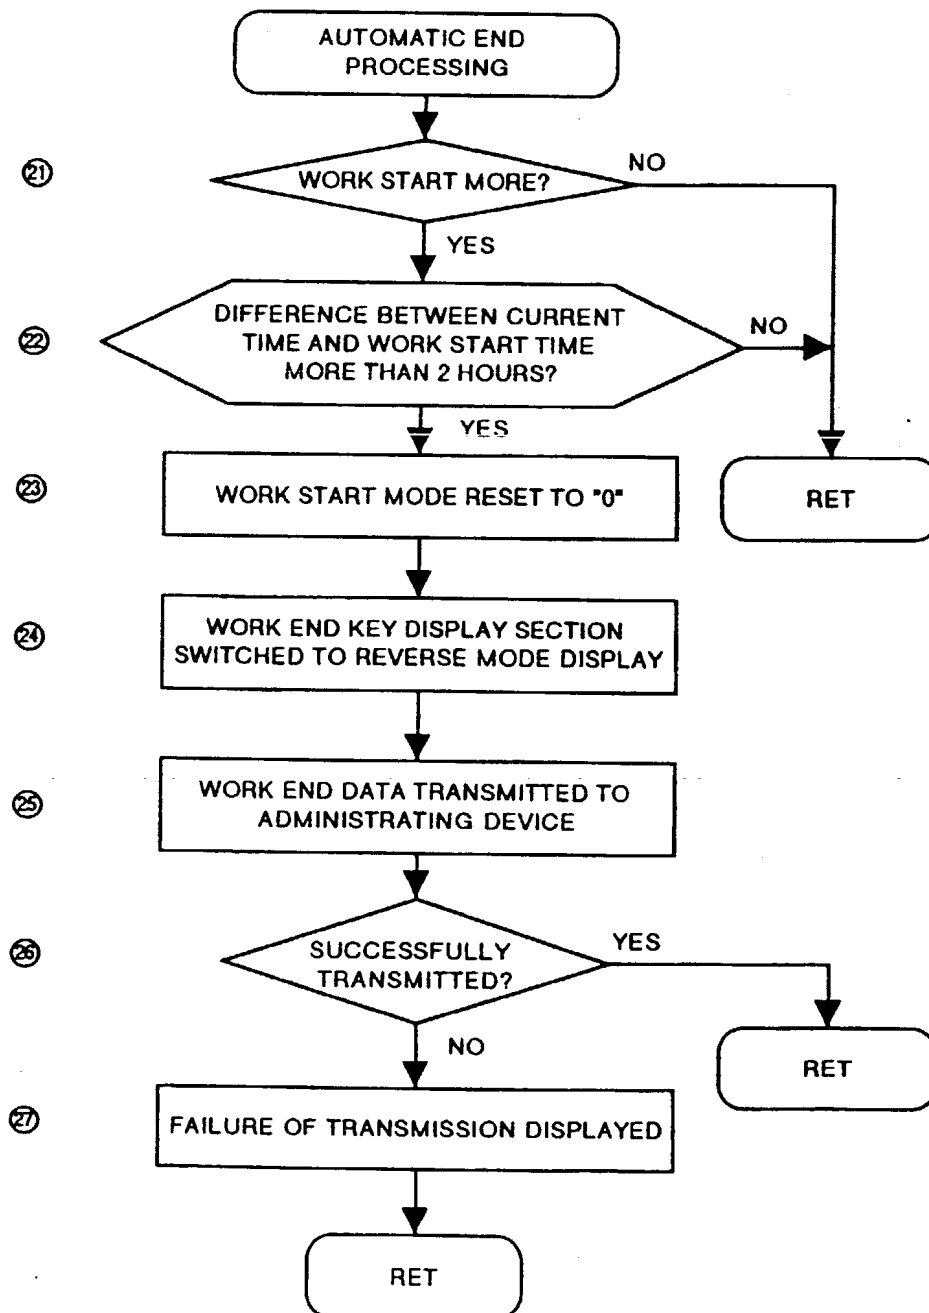 AUTOMATIC END
PROCESSING
21
WORK START MORE?
NO
YES
22
DIFFERENCE BETWEEN CURRENT
TIME AND WORK START TIME
MORE THAN 2 HOURS?
NO
YES
23
WORK START MODE RESET TO "0"
RET
24
WORK END KEY DISPLAY SECTION
SWITCHED TO REVERSE MODE DISPLAY
25
WORK END DATA TRANSMITTED TO
ADMINISTRATING DEVICE
26
SUCCESSFULLY
TRANSMITTED?
YES
NO
RET
27
FAILURE OF TRANSMISSION DISPLAYED
RET